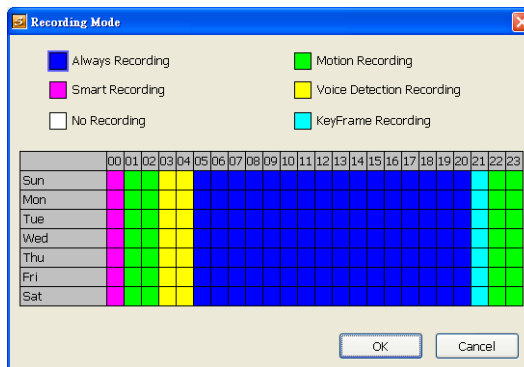 Recording Mode
Always Recording Motion Recording
Smart Recording Voice Detection Recording
No Recording KeyFrame Recording
00 01 02 03 04 05 06 07 08 09 10 11 12 13 14 15 16 17 18 19 20 21 22 23
Sun
Mon
Tue
Wed
Thu
Fri
Sat
OK Cancel